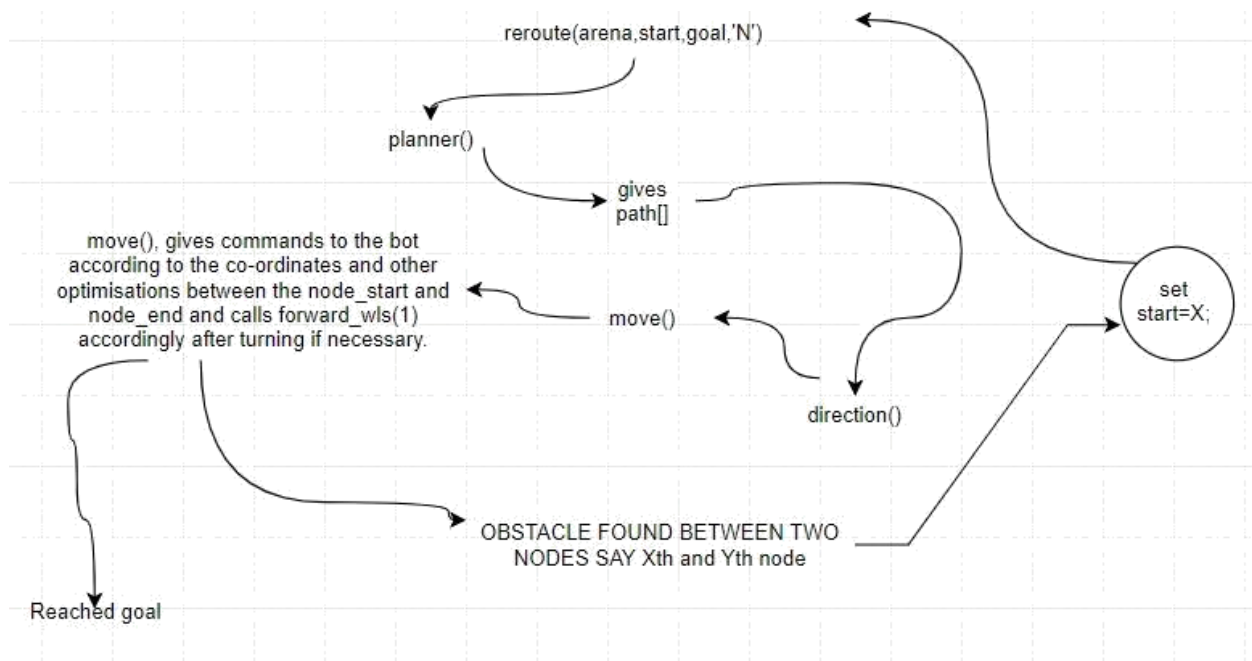 reroute(arena,start,goal,'N')
planner()
gives
path[]
move(), gives commands to the bot
according to the co-ordinates and other
optimisations between the node_start and
node_end and calls forward_wls(1)
accordingly after turning if necessary.
move()
set
start=X;
direction()
OBSTACLE FOUND BETWEEN TWO
NODES SAY Xth and Yth node
Reached goal